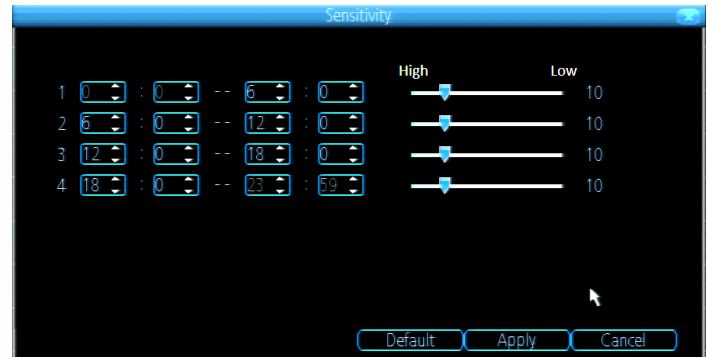 Sensitivity
High Low
1 0 : 0 -- 6 : 0 10
2 6 : 0 -- 12 : 0 10
3 12 : 0 -- 18 : 0 10
4 18 : 0 -- 23 : 59 10
Default Apply Cancel